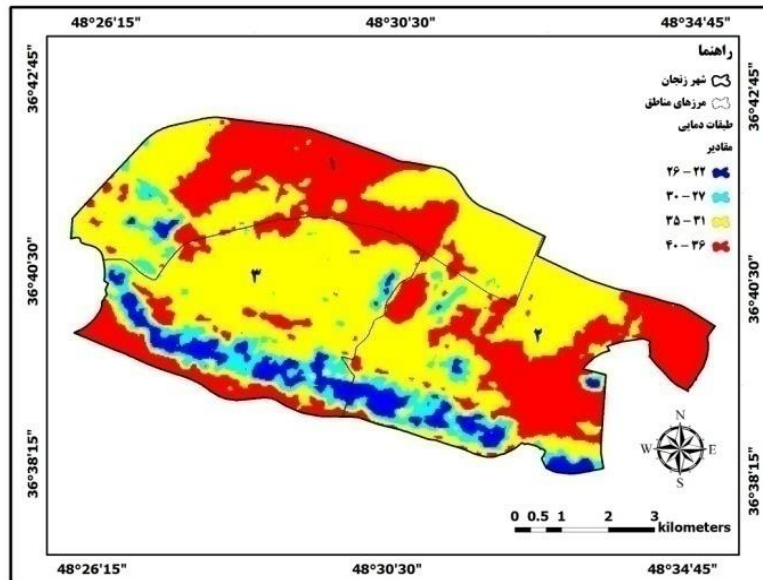 48°26'15" 48°30'30" 48°34'45"
36°42'45"
36°42'45"
راهنما
شهر زنجان
مرزهای مناطق
طبقات دمایی
مقادیر
۲۲ - ۲۶
۲۷ - ۳۰
۳۱ - ۳۵
۳۶ - ۴۰
۱
۳
۲
36°40'30"
36°40'30"
N
W E
S
36°38'15"
36°38'15"
0 0.5 1 2 3
kilometers
48°26'15" 48°30'30" 48°34'45"